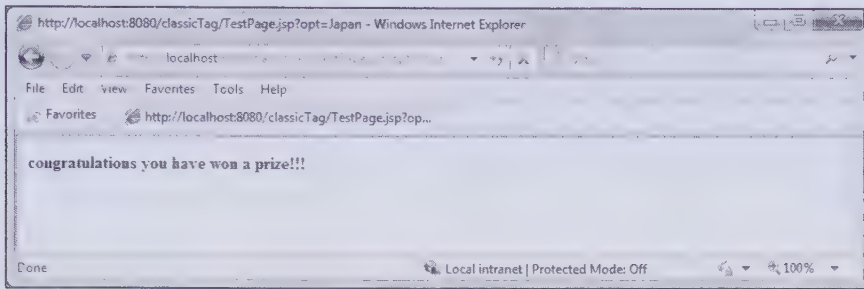 http://localhost:8080/classicTag/TestPage.jsp?opt=Japan - Windows Internet Explorer
localhost
File Edit View Favorites Tools Help
Favorites http://localhost:8080/classicTag/TestPage.jsp?op...
congratulations you have won a prize!!!
Done Local intranet | Protected Mode: Off 100%